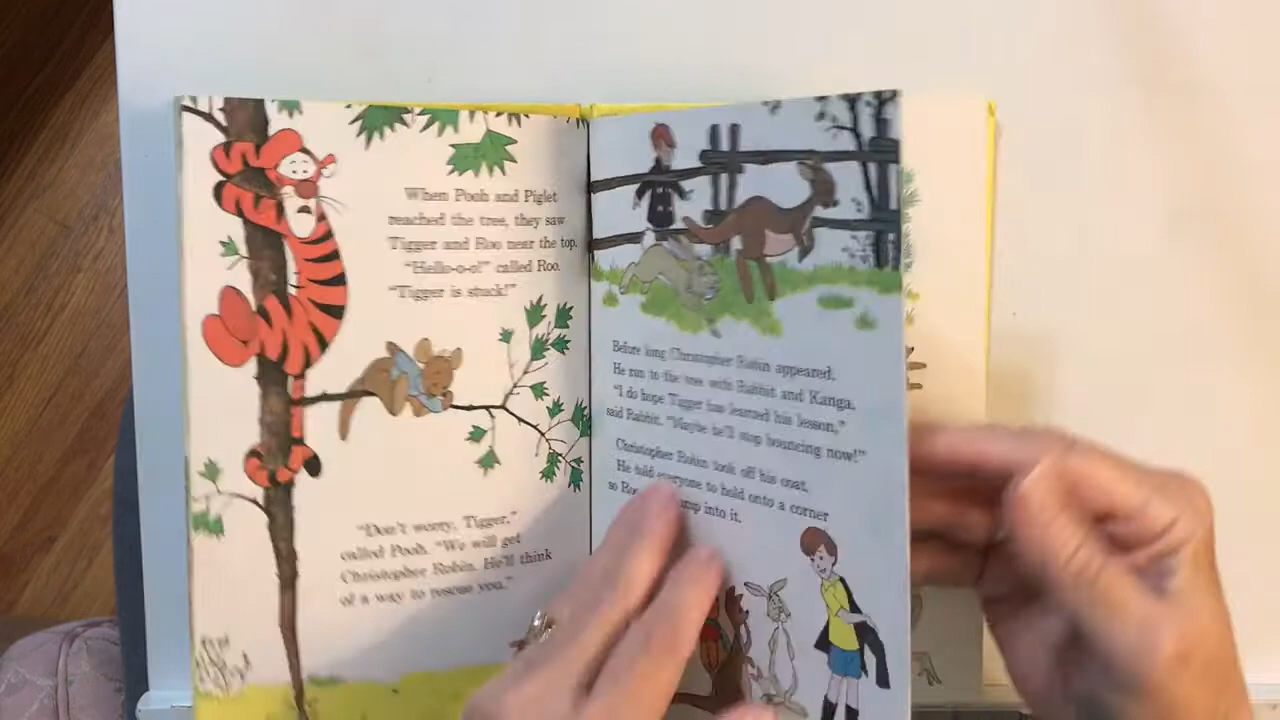 When Pooh and Piglet
reached the tree, they saw
Tigger and Roo near the top.
"Hello-o-o!" called Roo.
"Tigger is stuck!"
"Don't worry, Tigger,"
called Pooh. "We will get
Christopher Robin. He'll think
of a way to rescue you."
Before long Christopher Robin appeared.
He run to the tree with Rabbit and Kanga.
"I do hope Tigger has learned his lesson,"
said Rabbit. "Maybe he'll stop bouncing now!"
Christopher Robin took off his coat.
He told everyone to hold onto a corner
so into it.